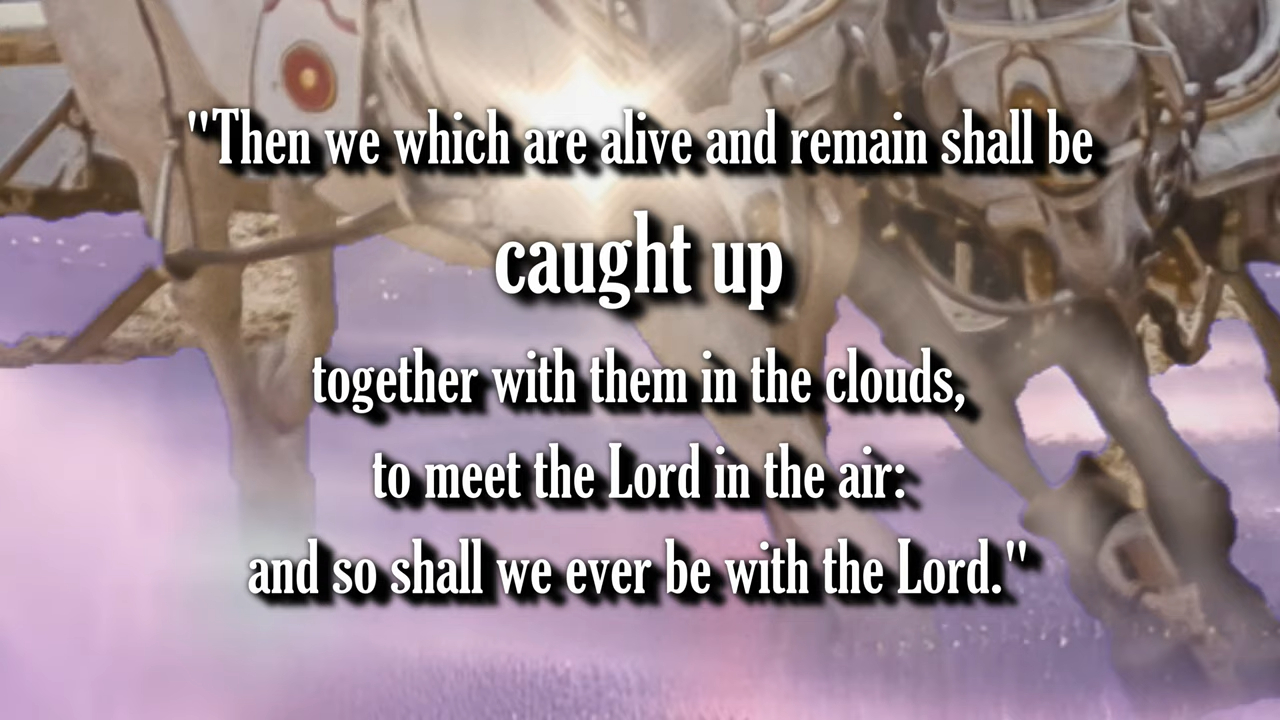 "Then we which are alive and remain shall be
caught up
together with them in the clouds,
to meet the Lord in the air:
and so shall we ever be with the Lord."